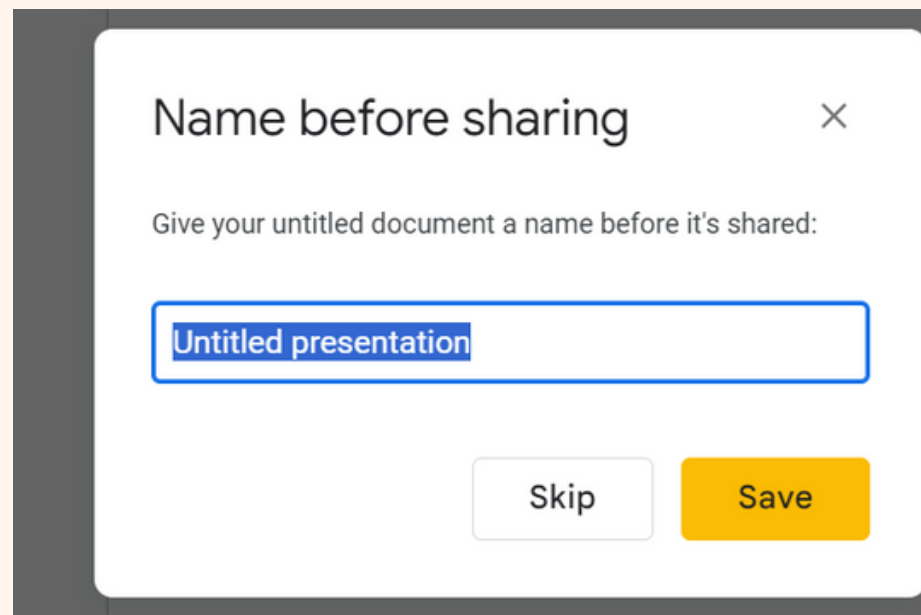 Name before sharing
Give your untitled document a name before it's shared:
Untitled presentation
Skip Save